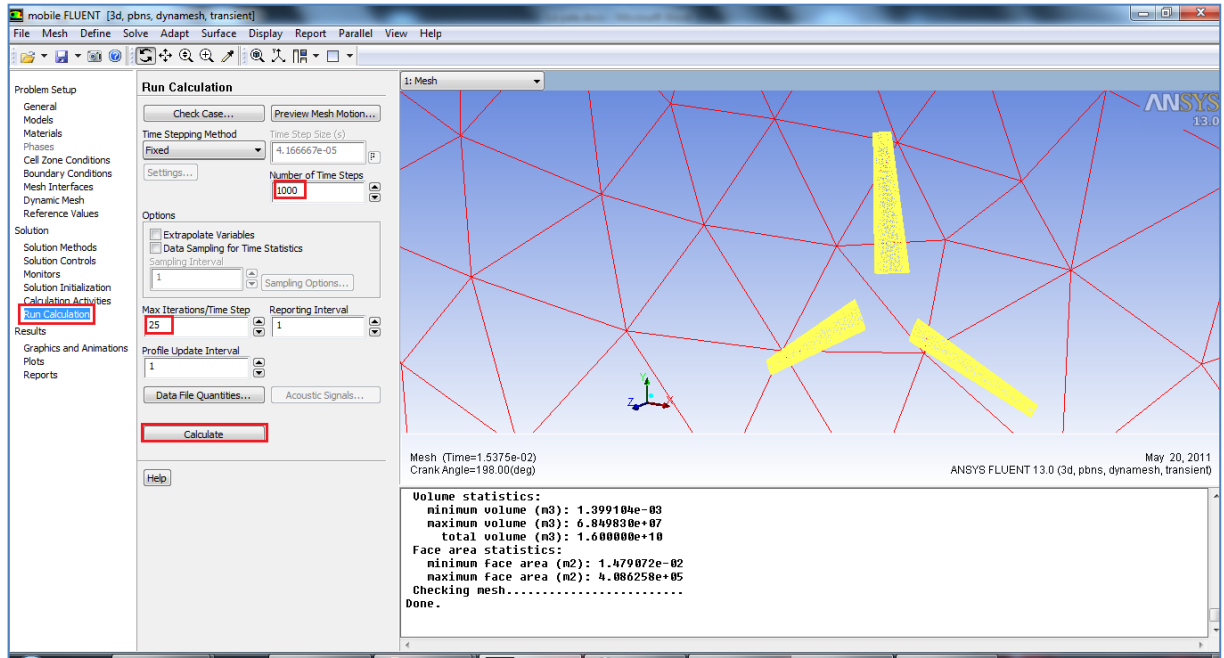 mobile FLUENT [3d, pbns, dynamesh, transient]
File Mesh Define Solve Adapt Surface Display Report Parallel View Help
Problem Setup
General
Models
Materials
Phases
Cell Zone Conditions
Boundary Conditions
Mesh Interfaces
Dynamic Mesh
Reference Values
Solution
Solution Methods
Solution Controls
Monitors
Solution Initialization
Calculation Activities
Run Calculation
Results
Graphics and Animations
Plots
Reports
Run Calculation
Check Case... Preview Mesh Motion...
Time Stepping Method Time Step Size (s)
Fixed 4.166667e-05 P
Settings... Number of Time Steps
1000
Options
Extrapolate Variables
Data Sampling for Time Statistics
Sampling Interval
1 Sampling Options...
Max Iterations/Time Step Reporting Interval
25 1
Profile Update Interval
1
Data File Quantities... Acoustic Signals...
Calculate
Help
1: Mesh
ANSYS
13.0
Y
Z X
Mesh (Time=1.5375e-02)
Crank Angle=198.00(deg)
May 20, 2011
ANSYS FLUENT 13.0 (3d, pbns, dynamesh, transient)
Volume statistics:
minimum volume (m3): 1.399104e-03
maximum volume (m3): 6.849830e+07
total volume (m3): 1.600000e+10
Face area statistics:
minimum face area (m2): 1.479072e-02
maximum face area (m2): 4.086258e+05
Checking mesh........................
Done.